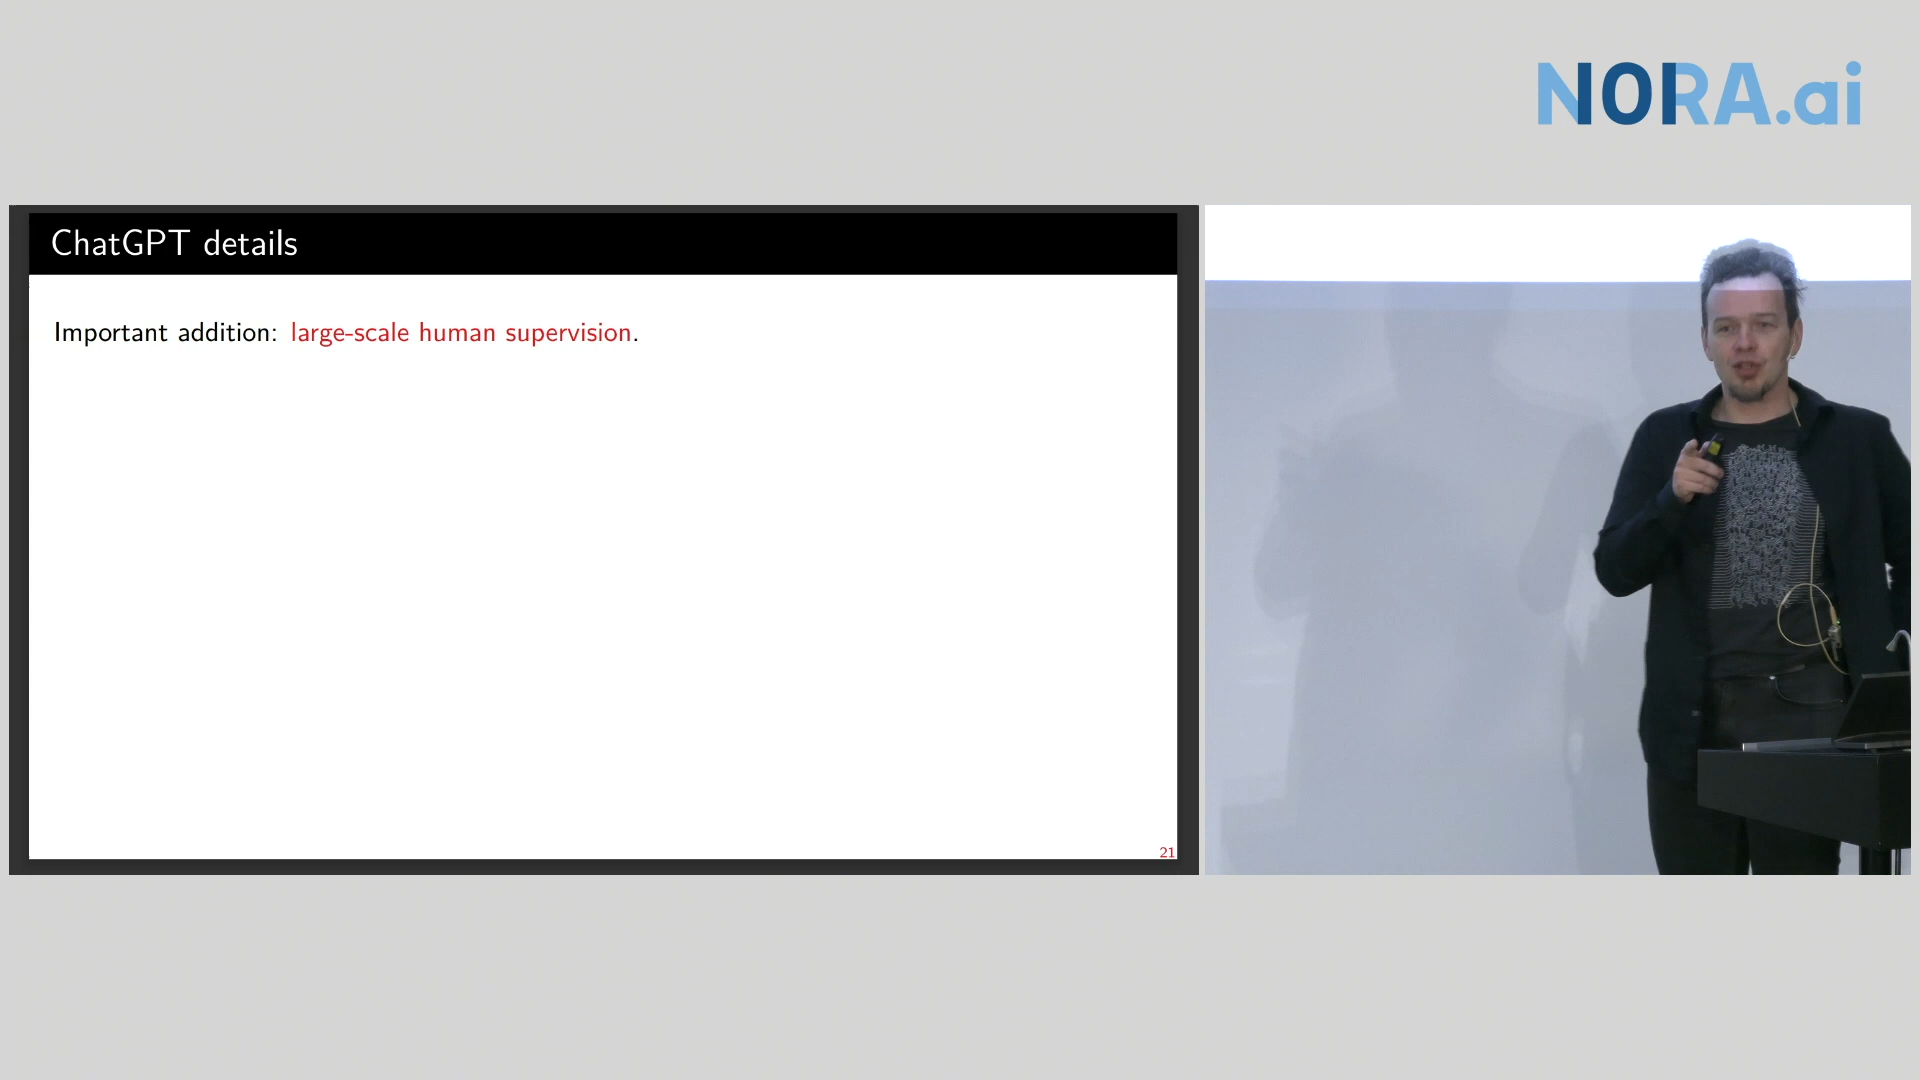 NORA.ai
ChatGPT details
Important addition: large-scale human supervision.
21